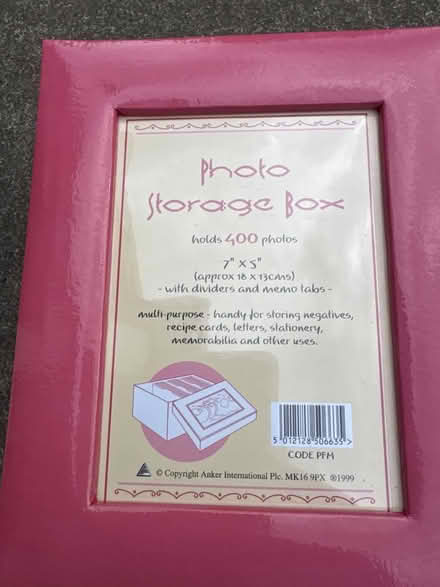 Photo
Storage Box
holds 400 photos
7" x 5"
(approx 18 x 13cms)
- with dividers and memo tabs -
multi-purpose - handy for storing negatives,
recipe cards, letters, stationery,
memorabilia and other uses.
5 012128 506635 >
CODE PFM
© Copyright Anker International Plc. MK16 9PX ®1999